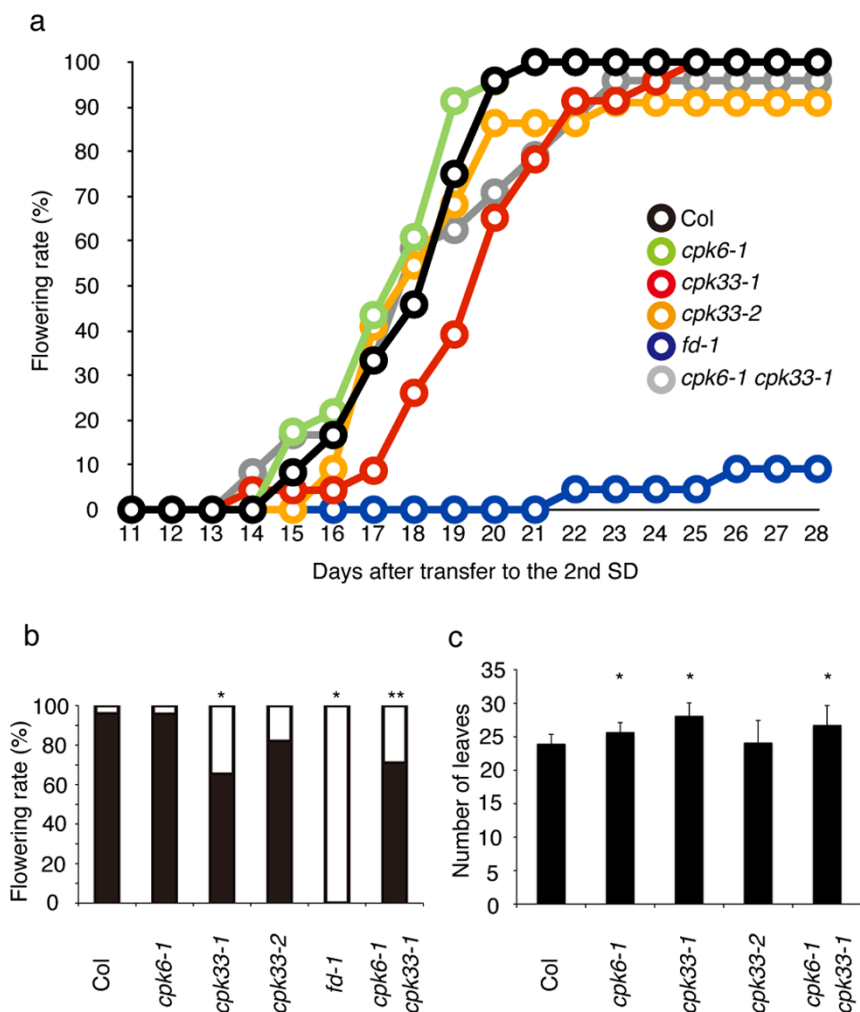 a
100
90
80
70
60
50
40
30
20
10
0
Flowering rate (%)
Col
cpk6-1
cpk33-1
cpk33-2
fd-1
cpk6-1 cpk33-1
11 12 13 14 15 16 17 18 19 20 21 22 23 24 25 26 27 28
Days after transfer to the 2nd SD
b
* * **
100
80
60
40
20
0
Flowering rate (%)
Col
cpk6-1
cpk33-1
cpk33-2
fd-1
cpk6-1
cpk33-1
c
* * *
35
30
25
20
15
10
5
0
Number of leaves
Col
cpk6-1
cpk33-1
cpk33-2
cpk6-1
cpk33-1